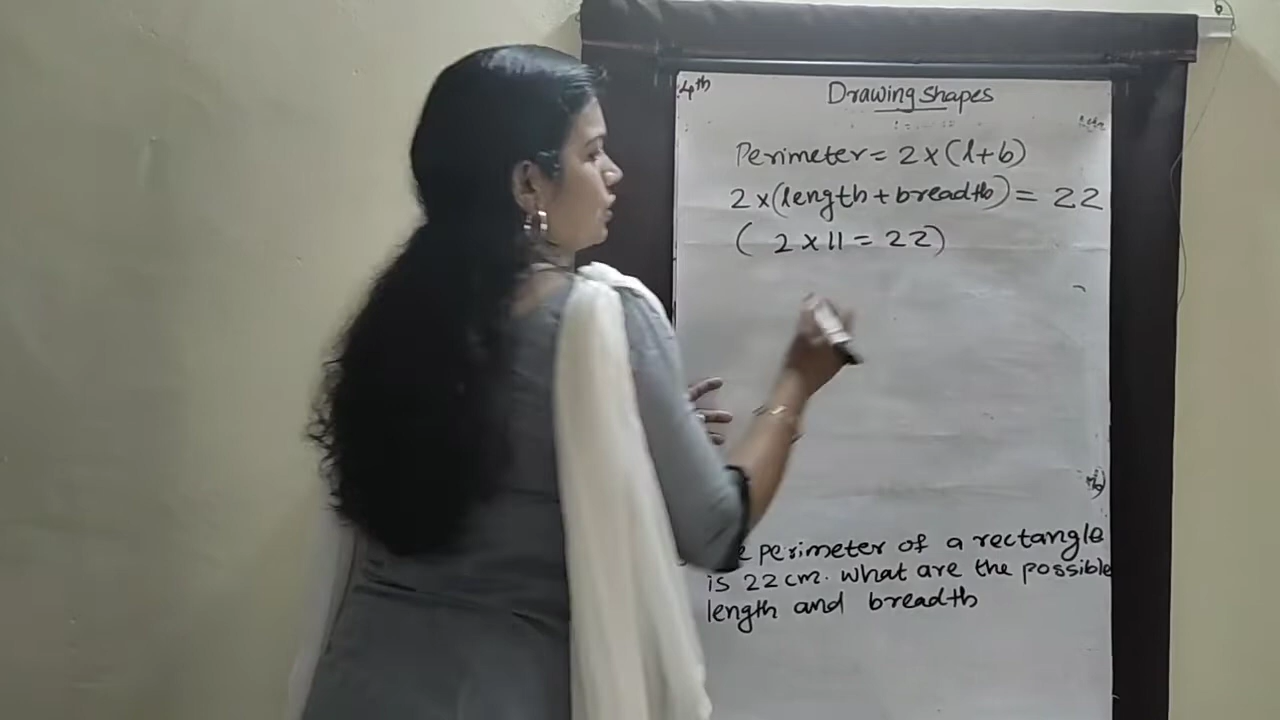 4th
Drawing shapes
Perimeter = 2 × (l+b)
2 × (length + breadth) = 22
( 2 × 11 = 22)
perimeter of a rectangle
is 22 cm. what are the possible
length and breadth